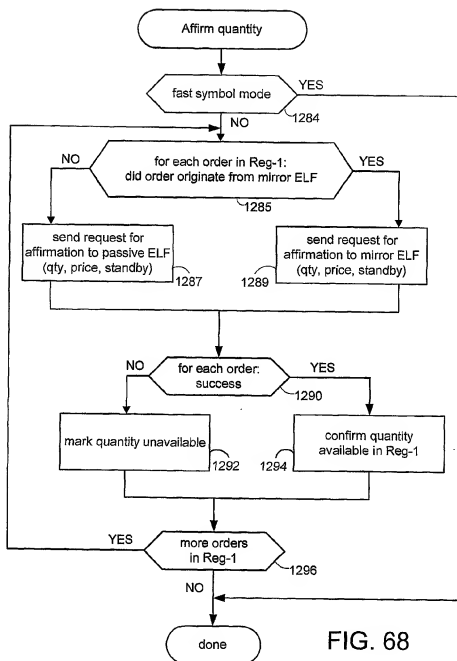 Affirm quantity
fast symbol mode
YES
1284
NO
for each order in Reg-1:
did order originate from mirror ELF
NO
YES
1285
send request for
affirmation to passive ELF
(qty, price, standby)
1287
send request for
affirmation to mirror ELF
(qty, price, standby)
1289
for each order:
success
NO
YES
1290
mark quantity unavailable
1292
confirm quantity
available in Reg-1
1294
YES
more orders
in Reg-1
1296
NO
done
FIG. 68